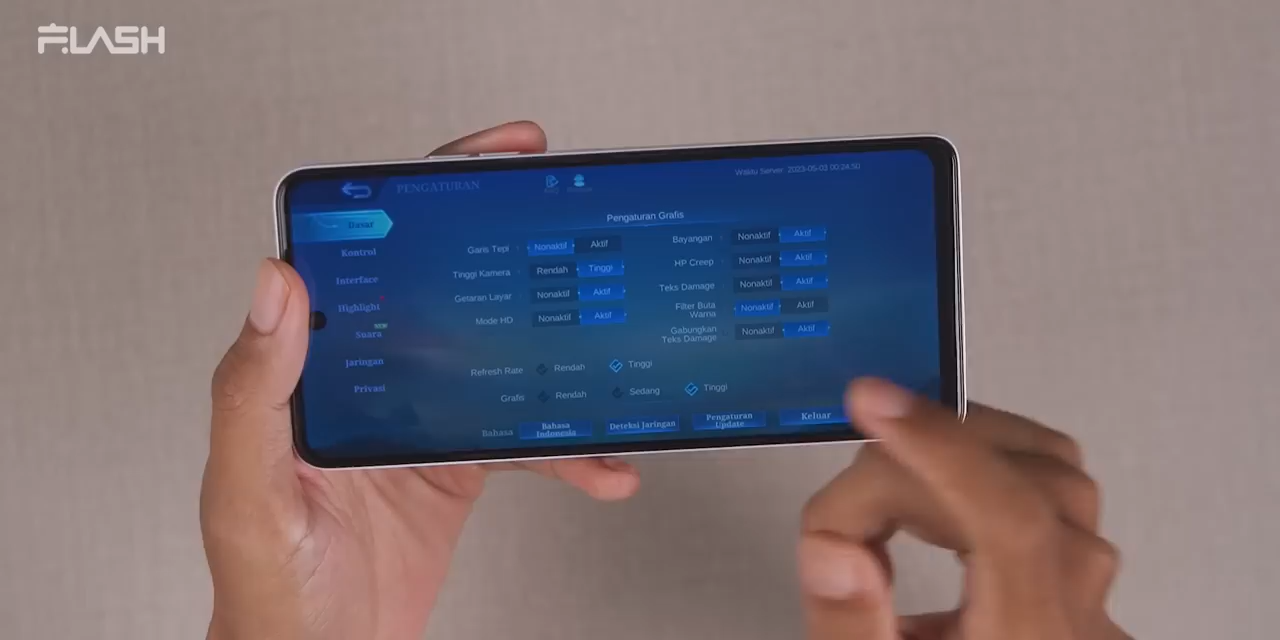 FLASH
PENGATURAN
Waktu Server 2023-05-03 00:24:50
Dasar
Kontrol
Interface
Highlight
NEW
Suara
Jaringan
Privasi
Pengaturan Grafis
Garis Tepi Nonaktif Aktif
Tinggi Kamera Rendah Tinggi
Getaran Layar Nonaktif Aktif
Mode HD Nonaktif Aktif
Bayangan Nonaktif Aktif
HP Creep Nonaktif Aktif
Teks Damage Nonaktif Aktif
Filter Buta
Warna Nonaktif Aktif
Gabungkan
Teks Damage Nonaktif Aktif
Refresh Rate Rendah Tinggi
Grafis Rendah Sedang Tinggi
Bahasa
Bahasa
Indonesia
Deteksi Jaringan
Pengaturan
Update
Keluar